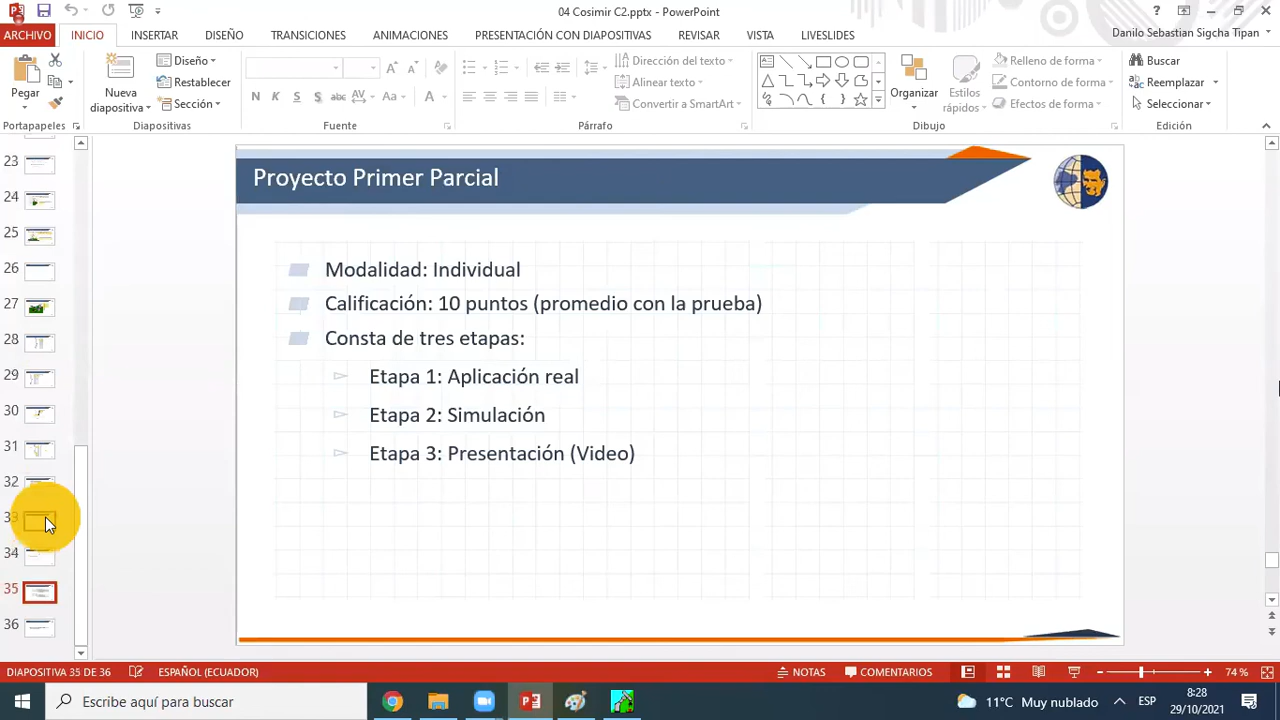 04 Cosimir C2.pptx - PowerPoint
ARCHIVO INICIO INSERTAR DISEÑO TRANSICIONES ANIMACIONES PRESENTACIÓN CON DIAPOSITIVAS REVISAR VISTA LIVESLIDES
Danilo Sebastian Sigcha Tipan
Pegar
Nueva
diapositiva
Diseño
Restablecer
Sección
N K S S abc AV Aa A
Dirección del texto
Alinear texto
Convertir a SmartArt
Organizar
Estilos
rápidos
Relleno de forma
Contorno de forma
Efectos de forma
Buscar
Reemplazar
Seleccionar
Portapapeles Diapositivas Fuente Párrafo Dibujo Edición
23
24
25
26
27
28
29
30
31
32
33
34
35
36
Proyecto Primer Parcial
Modalidad: Individual
Calificación: 10 puntos (promedio con la prueba)
Consta de tres etapas:
Etapa 1: Aplicación real
Etapa 2: Simulación
Etapa 3: Presentación (Video)
DIAPOSITIVA 35 DE 36 ESPAÑOL (ECUADOR) NOTAS COMENTARIOS 74 %
Escribe aquí para buscar
11°C Muy nublado
ESP
8:28
29/10/2021